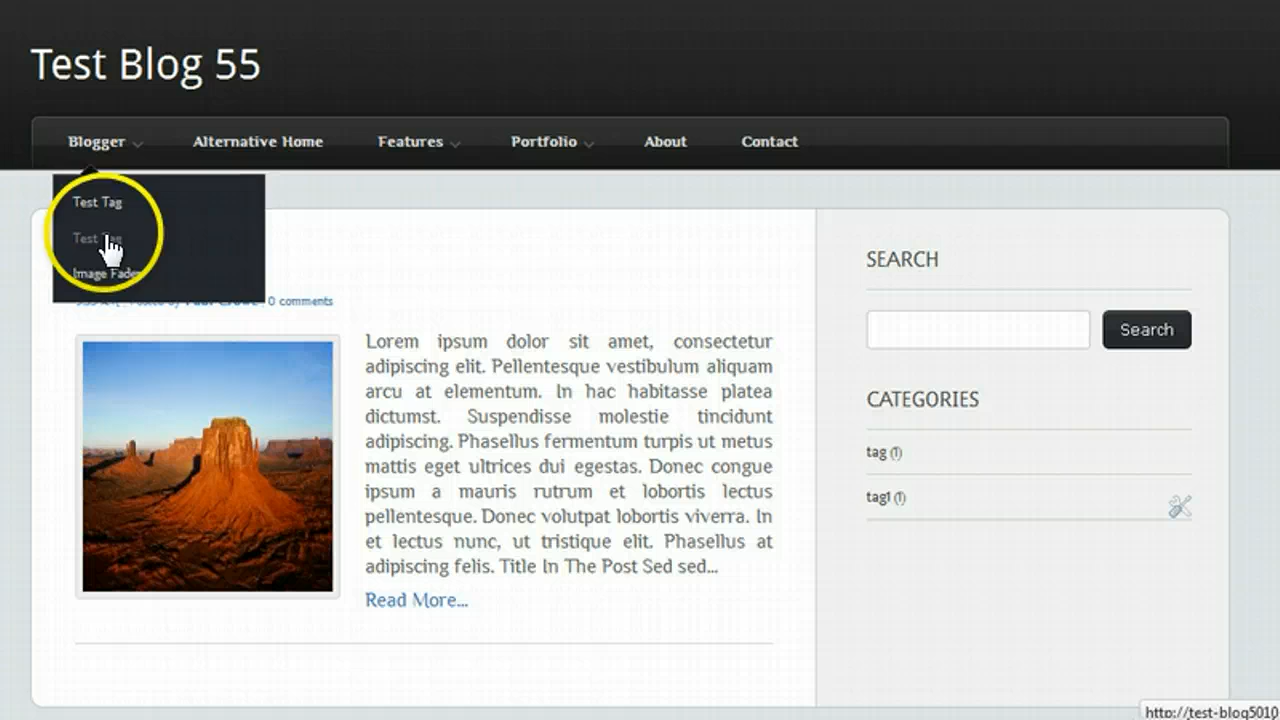 Test Blog 55
Blogger Alternative Home Features Portfolio About Contact
Test Tag
Test Tag
Image Fader
0 comments
Lorem ipsum dolor sit amet, consectetur
adipiscing elit. Pellentesque vestibulum aliquam
arcu at elementum. In hac habitasse platea
dictumst. Suspendisse molestie tincidunt
adipiscing. Phasellus fermentum turpis ut metus
mattis eget ultrices dui egestas. Donec congue
ipsum a mauris rutrum et lobortis lectus
pellentesque. Donec volutpat lobortis viverra. In
et lectus nunc, ut tristique elit. Phasellus at
adipiscing felis. Title In The Post Sed sed...
Read More...
SEARCH
Search
CATEGORIES
tag (1)
tag1 (1)
http://test-blog5010